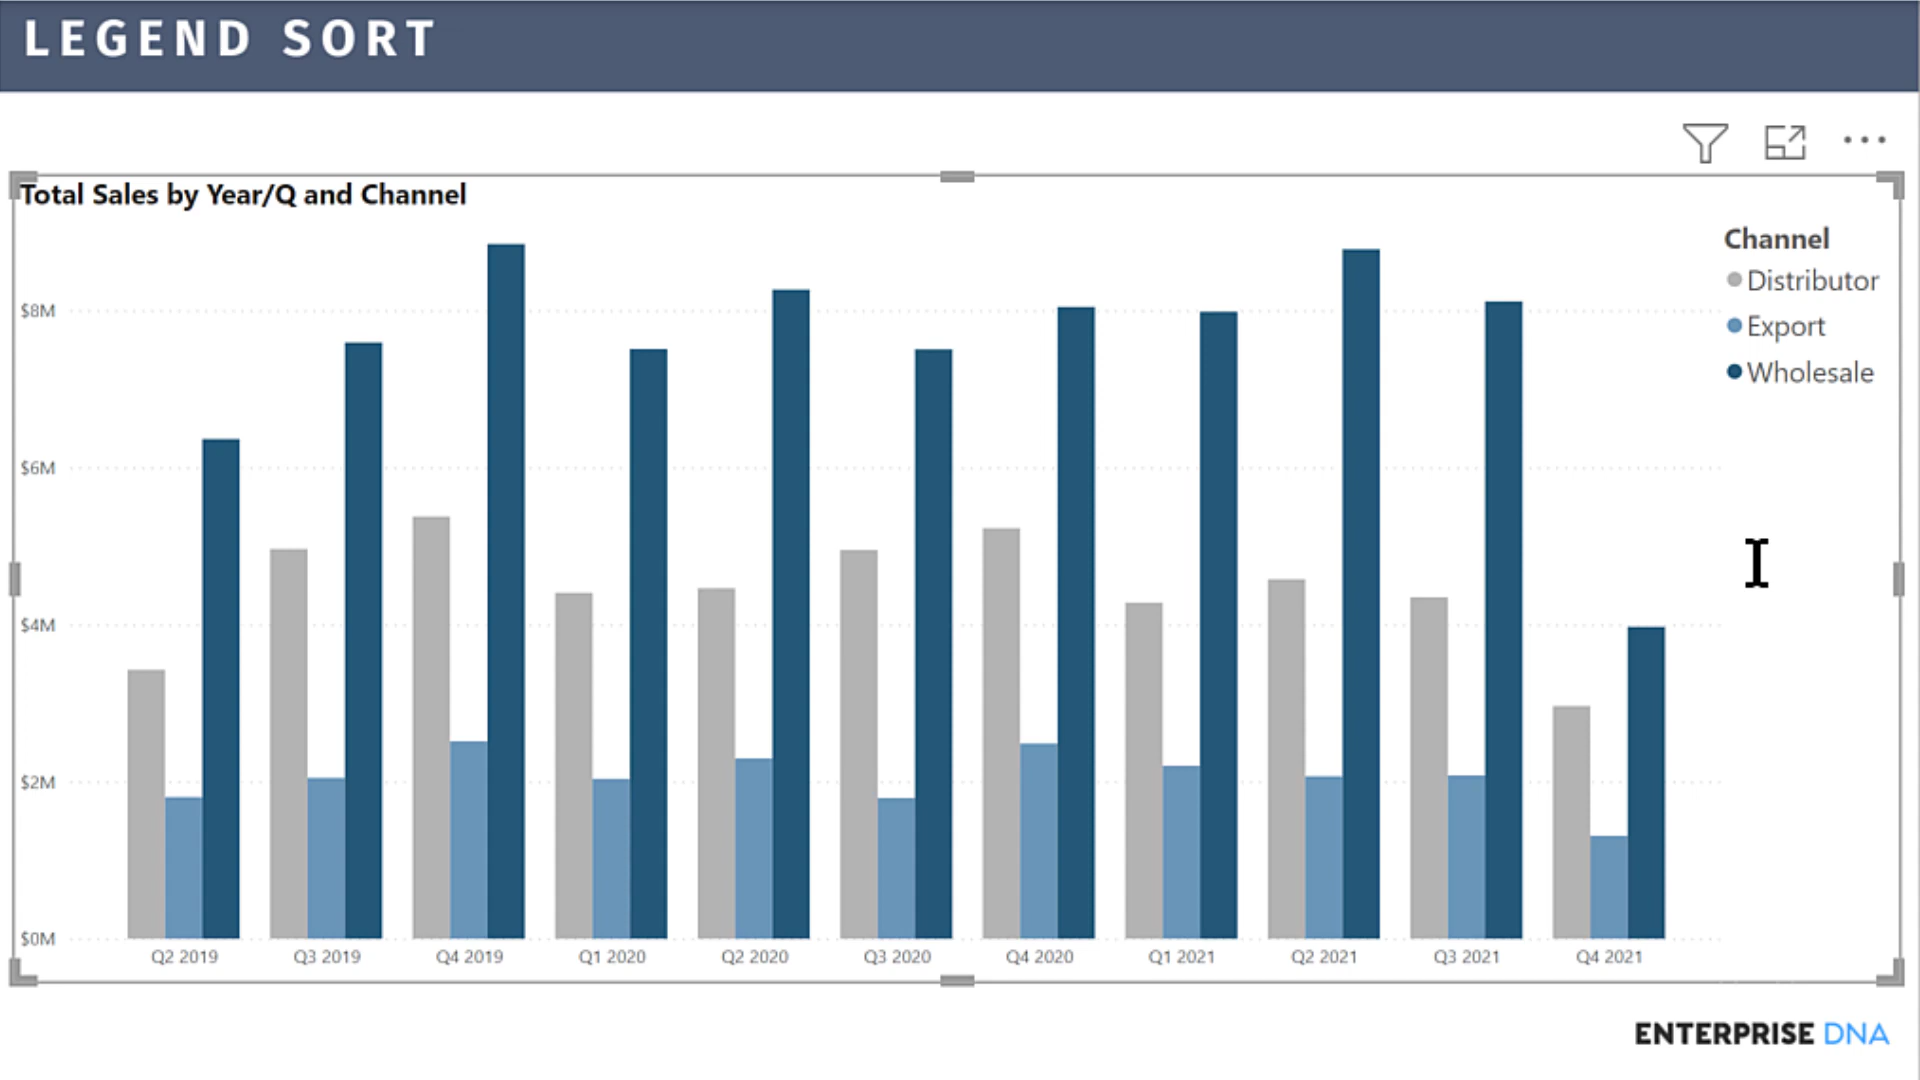 LEGEND SORT
Total Sales by Year/Q and Channel
Channel
Distributor
Export
Wholesale
$8M
$6M
$4M
$2M
$0M
Q2 2019 Q3 2019 Q4 2019 Q1 2020 Q2 2020 Q3 2020 Q4 2020 Q1 2021 Q2 2021 Q3 2021 Q4 2021
ENTERPRISE DNA